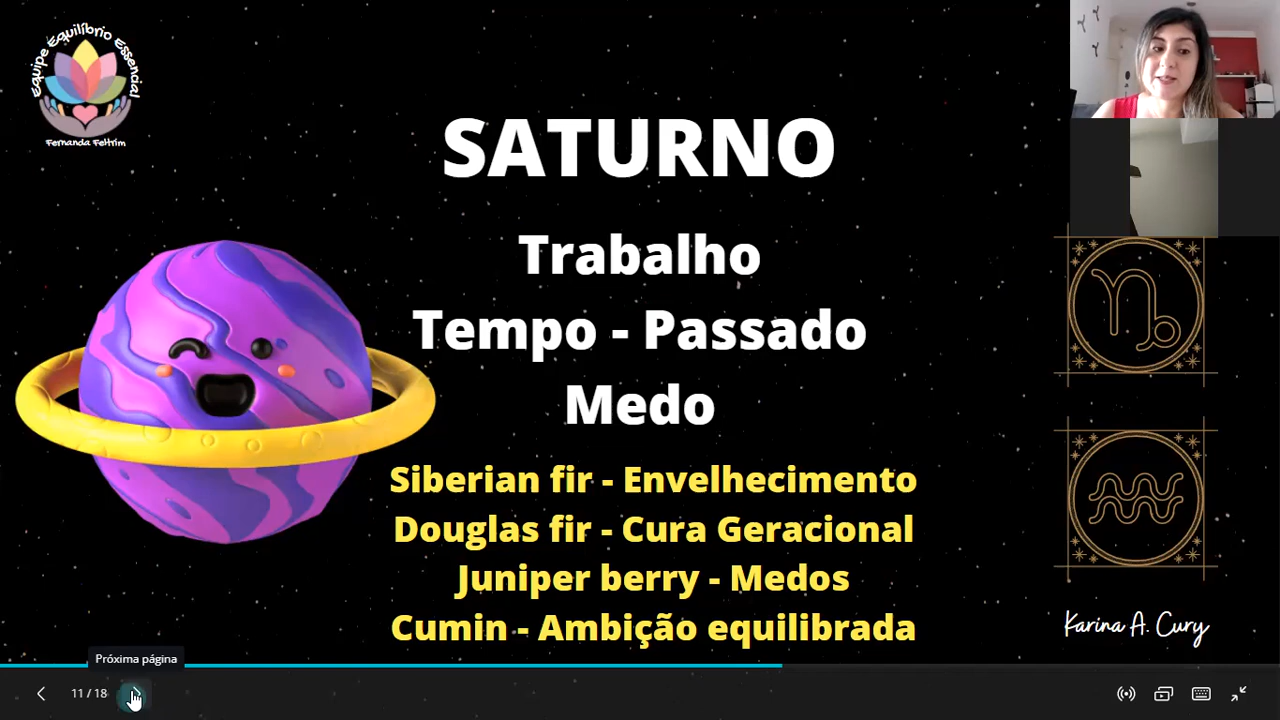 Equipe Equilíbrio Essencial
Fernanda Feltrim
SATURNO
Trabalho
Tempo - Passado
Medo
Siberian fir - Envelhecimento
Douglas fir - Cura Geracional
Juniper berry - Medos
Cumin - Ambição equilibrada
Karina A. Cury
Próxima página
11 / 18